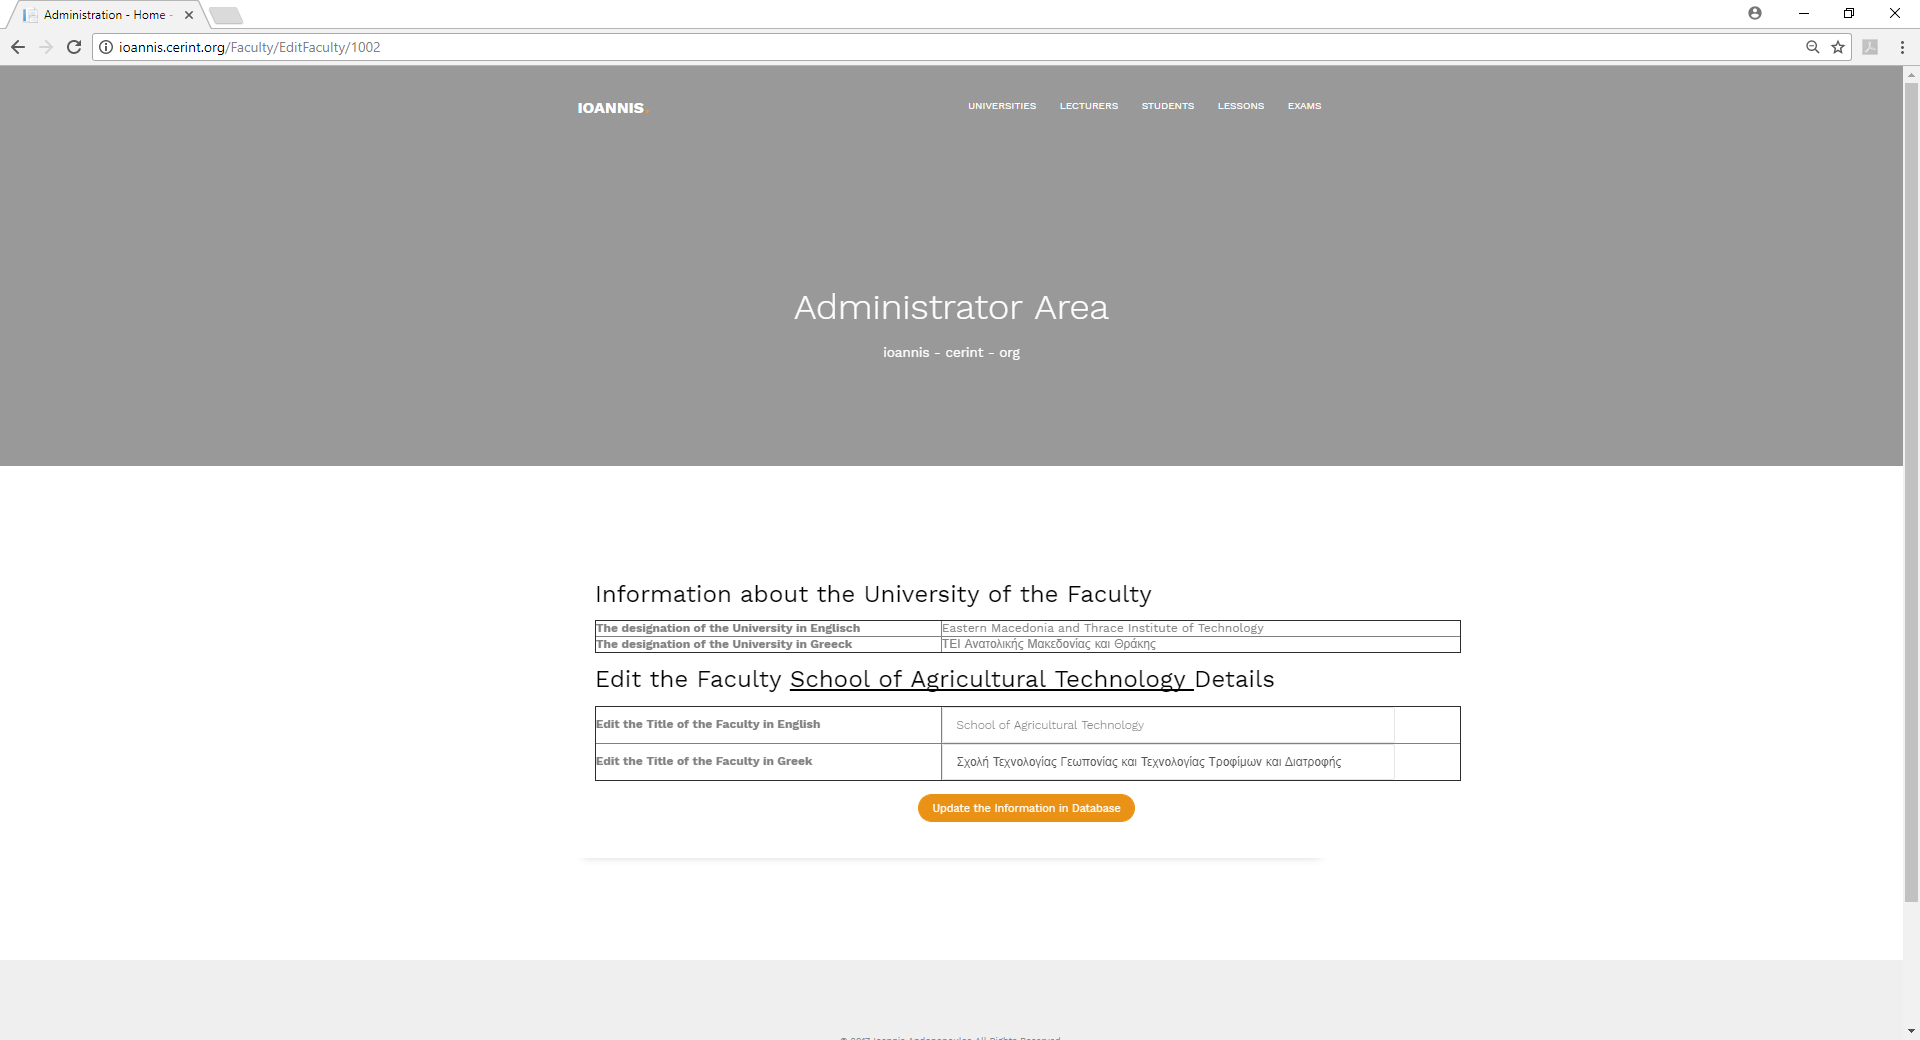 Administration - Home -
ioannis.cerint.org/Faculty/EditFaculty/1002
IOANNIS.
UNIVERSITIES LECTURERS STUDENTS LESSONS EXAMS
Administrator Area
ioannis - cerint - org
Information about the University of the Faculty
The designation of the University in Englisch Eastern Macedonia and Thrace Institute of Technology
The designation of the University in Greeck ΤΕΙ Ανατολικής Μακεδονίας και Θράκης
Edit the Faculty School of Agricultural Technology Details
Edit the Title of the Faculty in English School of Agricultural Technology
Edit the Title of the Faculty in Greek Σχολή Τεχνολογίας Γεωπονίας και Τεχνολογίας Τροφίμων και Διατροφής
Update the Information in Database